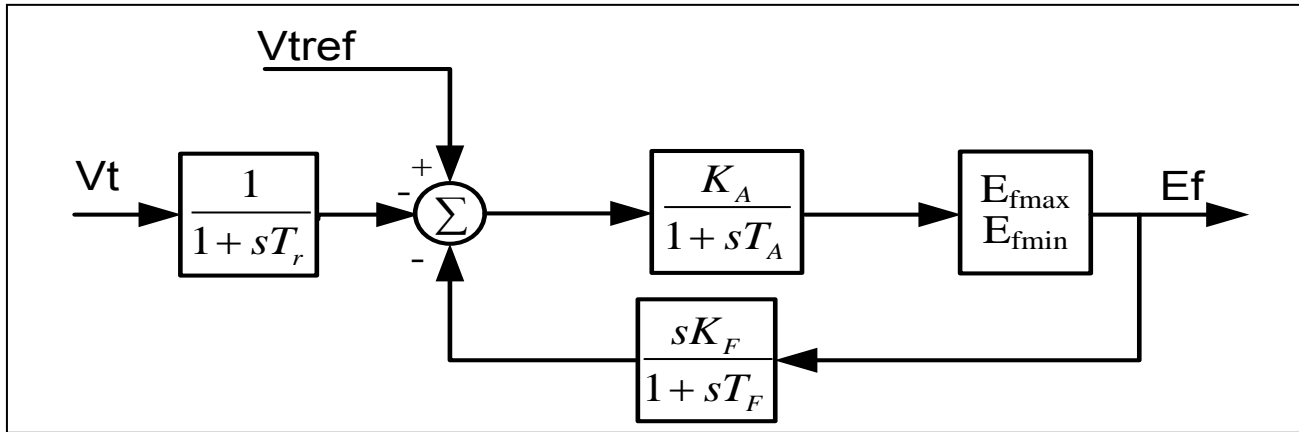 Vtref
Vt
1
1 + sT_r
+
-
-
Σ
K_A
1 + sT_A
E_fmax
E_fmin
Ef
sK_F
1 + sT_F